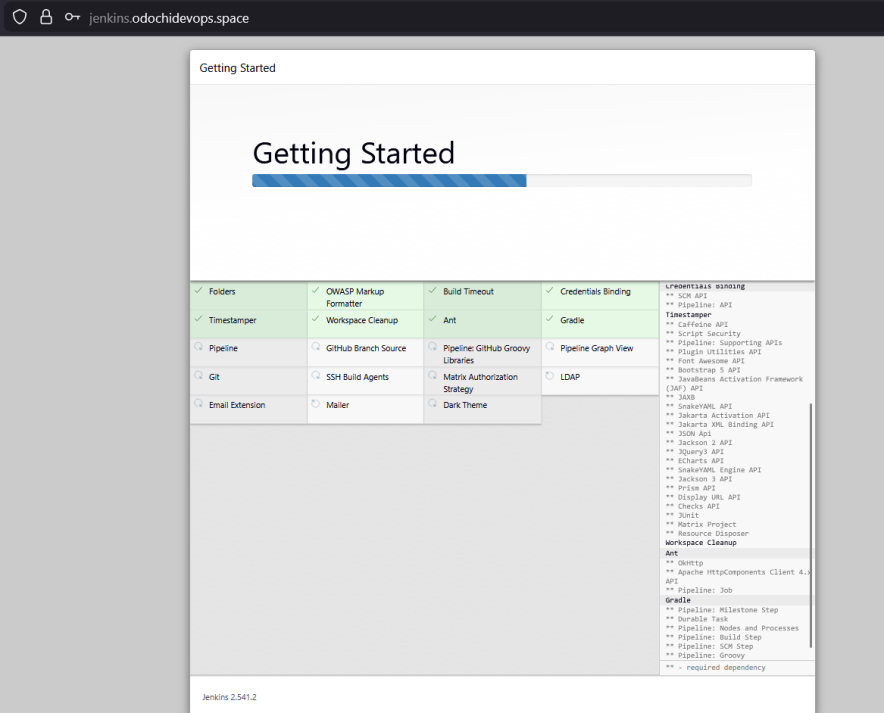 jenkins.odochidevops.space
Getting Started
Getting Started
Folders
OWASP Markup
Formatter
Build Timeout
Credentials Binding
Timestamper
Workspace Cleanup
Ant
Gradle
Pipeline
GitHub Branch Source
Pipeline: GitHub Groovy
Libraries
Pipeline Graph View
Git
SSH Build Agents
Matrix Authorization
Strategy
LDAP
Email Extension
Mailer
Dark Theme
Credentials Binding
** SCM API
** Pipeline: API
Timestamper
** Caffeine API
** Script Security
** Pipeline: Supporting APIs
** Plugin Utilities API
** Font Awesome API
** Bootstrap 5 API
** JavaBeans Activation Framework
(JAF) API
** JAXB
** SnakeYAML API
** Jakarta Activation API
** Jakarta XML Binding API
** JSON Api
** Jackson 2 API
** JQuery3 API
** ECharts API
** SnakeYAML Engine API
** Jackson 3 API
** Prism API
** Display URL API
** Checks API
** JUnit
** Matrix Project
** Resource Disposer
Workspace Cleanup
Ant
** OkHttp
** Apache HttpComponents Client 4.x
API
** Pipeline: Job
Gradle
** Pipeline: Milestone Step
** Durable Task
** Pipeline: Nodes and Processes
** Pipeline: Build Step
** Pipeline: SCM Step
** Pipeline: Groovy
** - required dependency
Jenkins 2.541.2